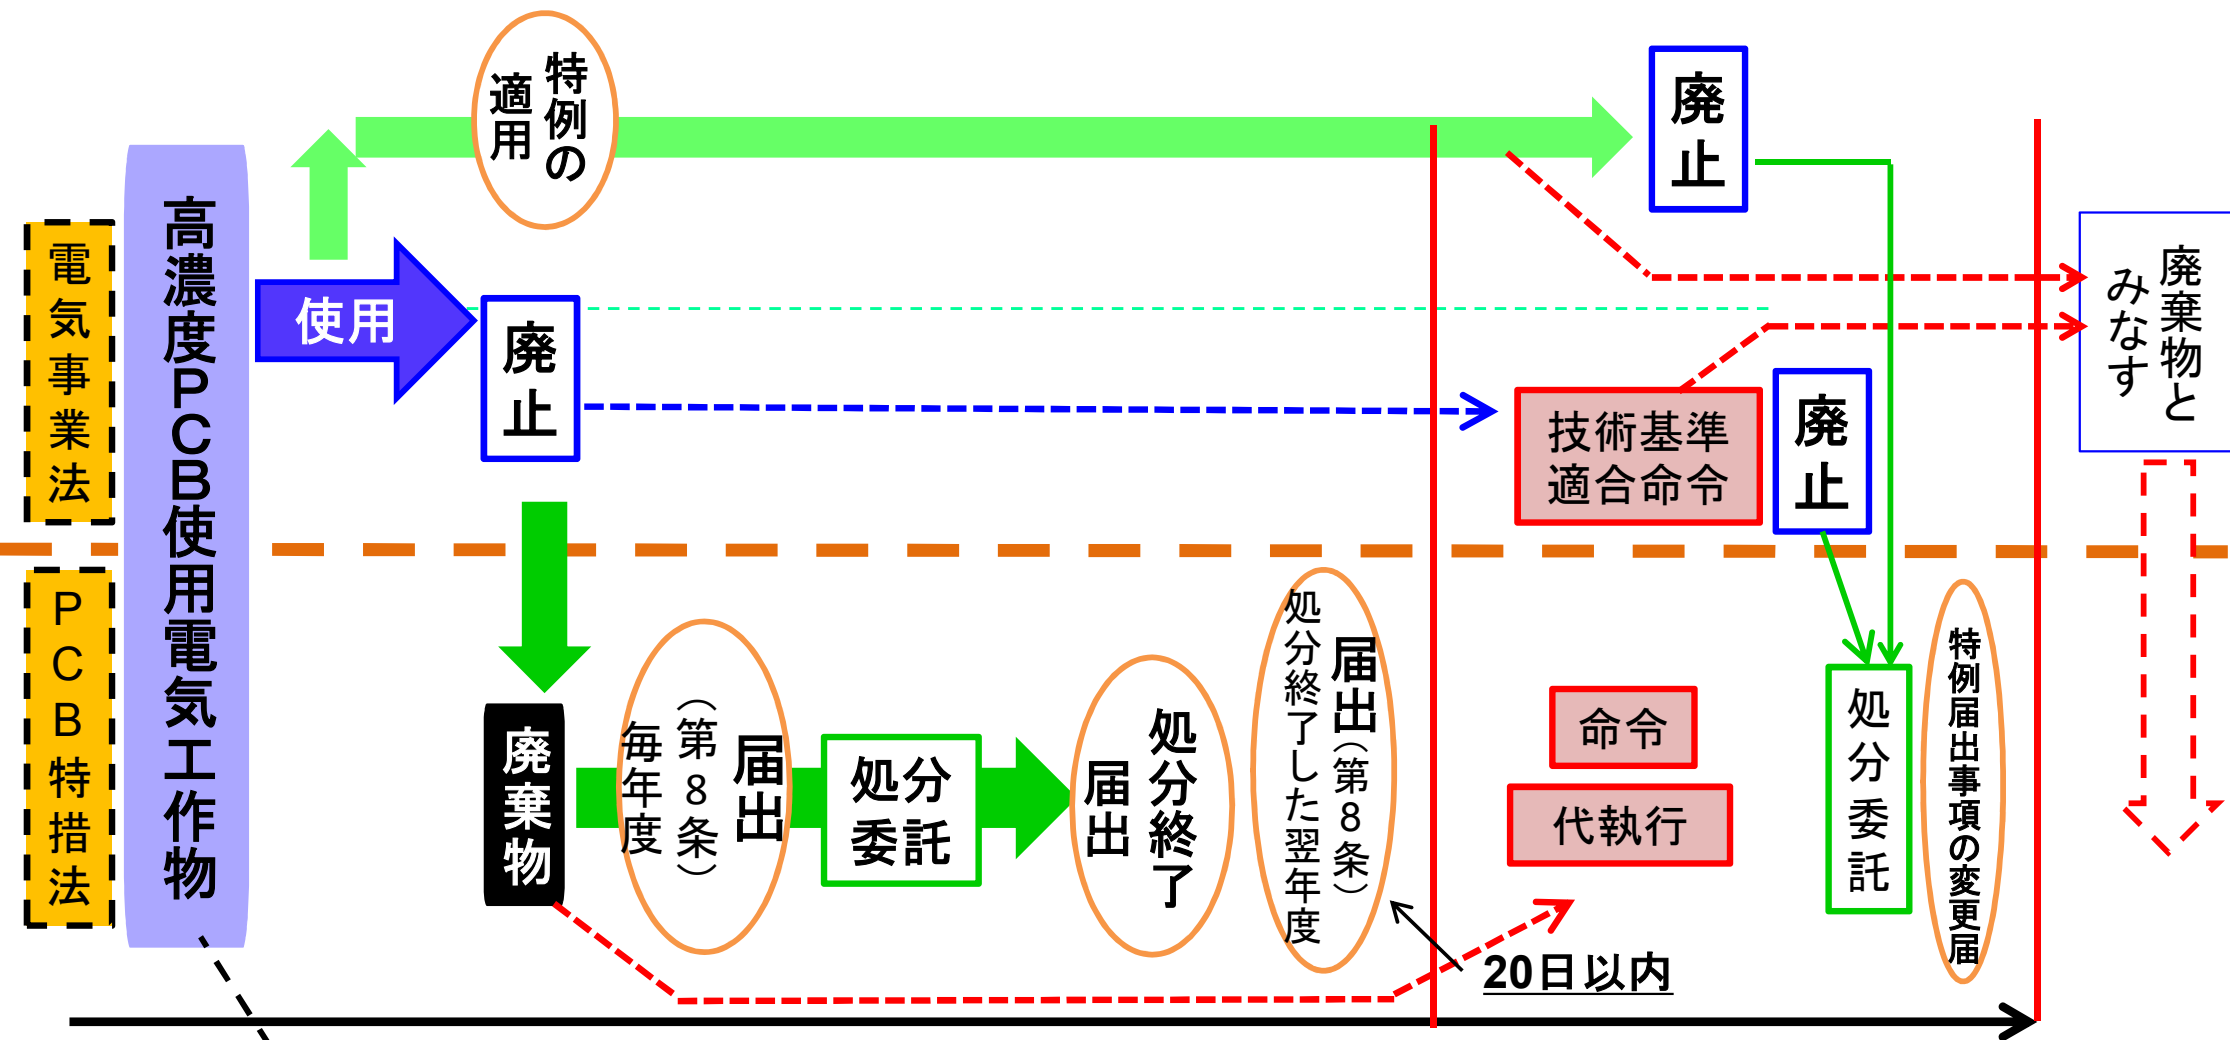 電気事業法
PCB特措法
高濃度PCB使用電気工作物
使用
特例の
適用
廃止
廃止
技術基準
適合命令
廃止
廃棄物と
みなす
廃棄物
届出
（第8条）
毎年度
処分
委託
処分終了
届出
届出（第8条）
処分終了した翌年度
20日以内
命令
代執行
処分委託
特例届出事項の変更届